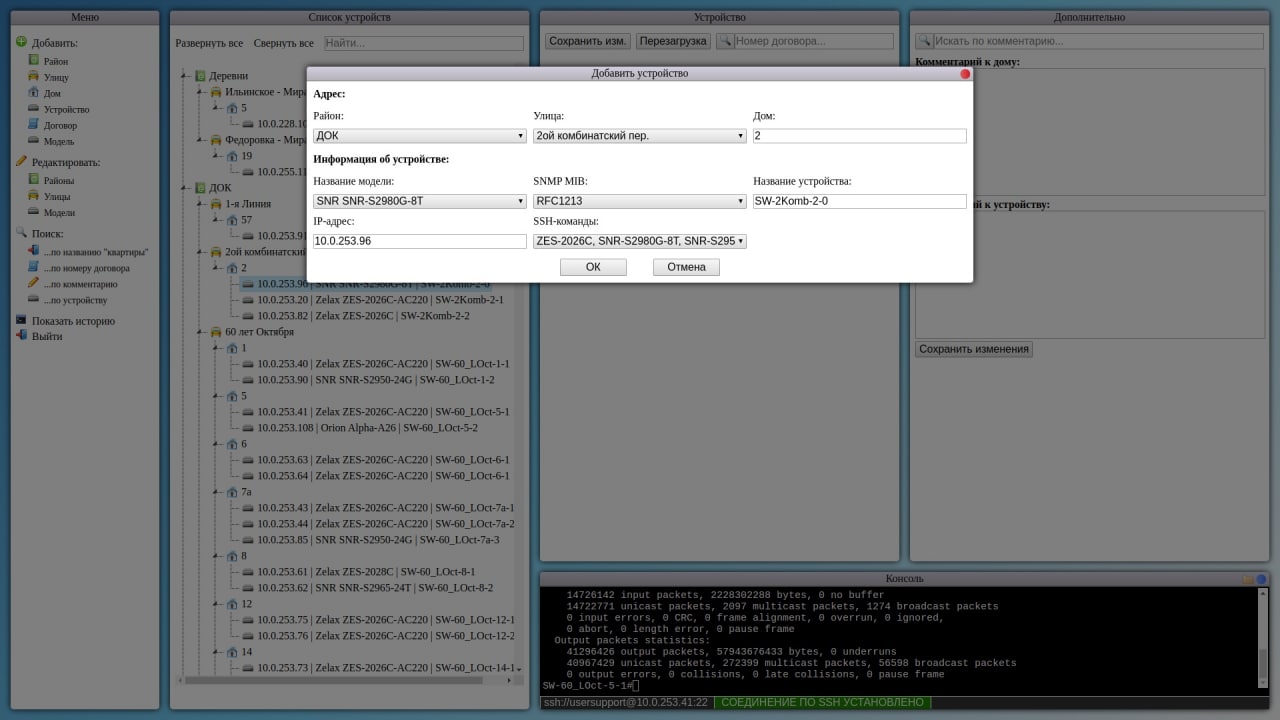 Меню
Добавить:
Район
Улицу
Дом
Устройство
Договор
Модель
Редактировать:
Районы
Улицы
Модели
Поиск:
...по названию "квартиры"
...по номеру договора
...по комментарию
...по устройству
Показать историю
Выйти
Список устройств
Развернуть все Свернуть все Найти...
Деревни
Ильинское - Мира
5
10.0.228.10
Федоровка - Мира
19
10.0.255.11
ДОК
1-я Линия
57
10.0.253.91
2ой комбинатский
2
10.0.253.96 | SNR SNR-S2980G-8T | SW-2Komb-2-0
10.0.253.20 | Zelax ZES-2026C-AC220 | SW-2Komb-2-1
10.0.253.82 | Zelax ZES-2026C | SW-2Komb-2-2
60 лет Октября
1
10.0.253.40 | Zelax ZES-2026C-AC220 | SW-60_LOct-1-1
10.0.253.90 | SNR SNR-S2950-24G | SW-60_LOct-1-2
5
10.0.253.41 | Zelax ZES-2026C-AC220 | SW-60_LOct-5-1
10.0.253.108 | Orion Alpha-A26 | SW-60_LOct-5-2
6
10.0.253.63 | Zelax ZES-2026C-AC220 | SW-60_LOct-6-1
10.0.253.64 | Zelax ZES-2026C-AC220 | SW-60_LOct-6-1
7а
10.0.253.43 | Zelax ZES-2026C-AC220 | SW-60_LOct-7a-1
10.0.253.44 | Zelax ZES-2026C-AC220 | SW-60_LOct-7a-2
10.0.253.85 | SNR SNR-S2950-24G | SW-60_LOct-7a-3
8
10.0.253.61 | Zelax ZES-2028C | SW-60_LOct-8-1
10.0.253.62 | SNR SNR-S2965-24T | SW-60_LOct-8-2
12
10.0.253.75 | Zelax ZES-2026C-AC220 | SW-60_LOct-12-1
10.0.253.76 | Zelax ZES-2026C-AC220 | SW-60_LOct-12-2
14
10.0.253.73 | Zelax ZES-2026C-AC220 | SW-60_LOct-14-1
Устройство
Сохранить изм. Перезагрузка Номер договора...
Дополнительно
Искать по комментарию...
Комментарий к дому:
й к устройству:
Сохранить изменения
Добавить устройство
Адрес:
Район: Улица: Дом:
ДОК 2ой комбинатский пер. 2
Информация об устройстве:
Название модели: SNMP MIB: Название устройства:
SNR SNR-S2980G-8T RFC1213 SW-2Komb-2-0
IP-адрес: SSH-команды:
10.0.253.96 ZES-2026C, SNR-S2980G-8T, SNR-S295
ОК Отмена
Консоль
14726142 input packets, 2228302288 bytes, 0 no buffer
14722771 unicast packets, 2097 multicast packets, 1274 broadcast packets
0 input errors, 0 CRC, 0 frame alignment, 0 overrun, 0 ignored,
0 abort, 0 length error, 0 pause frame
Output packets statistics:
41296426 output packets, 57943676433 bytes, 0 underruns
40967429 unicast packets, 272399 multicast packets, 56598 broadcast packets
0 output errors, 0 collisions, 0 late collisions, 0 pause frame
SW-60_LOct-5-1#
ssh://usersupport@10.0.253.41:22 СОЕДИНЕНИЕ ПО SSH УСТАНОВЛЕНО